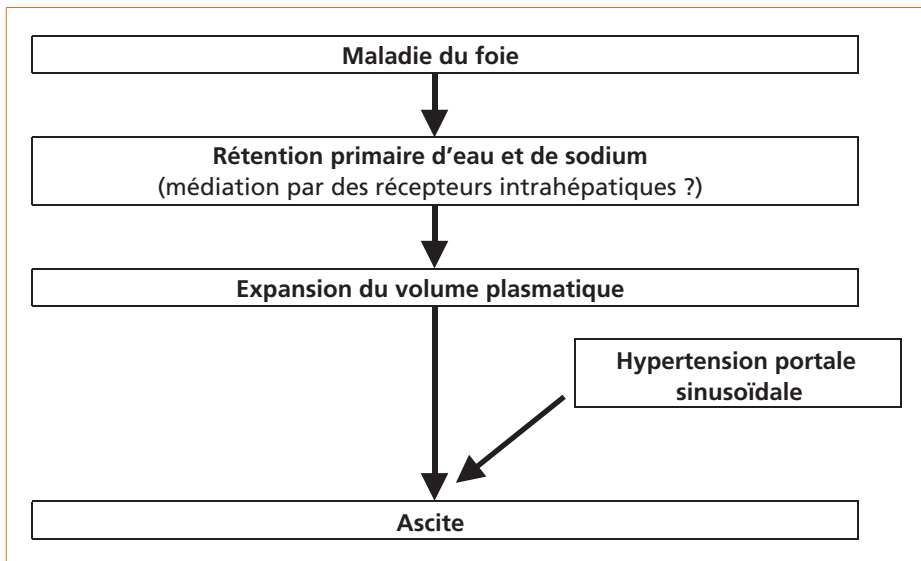 Maladie du foie
Rétention primaire d’eau et de sodium
(médiation par des récepteurs intrahépatiques ?)
Expansion du volume plasmatique
Hypertension portale
sinusoïdale
Ascite